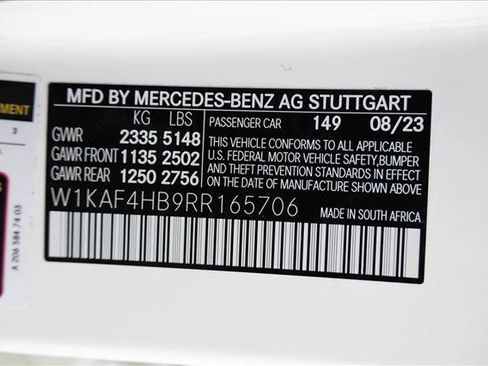 MFD BY MERCEDES-BENZ AG STUTTGART
KG LBS
PASSENGER CAR 149 08/23
GVWR 2335 5148
GAWR FRONT 1135 2502
GAWR REAR 1250 2756
THIS VEHICLE CONFORMS TO ALL APPLICABLE
U.S. FEDERAL MOTOR VEHICLE SAFETY,BUMPER
AND THEFT PREVENTION STANDARDS IN EFFECT
ON THE DATE OF MANUFACTURE SHOWN ABOVE.
W1KAF4HB9RR165706
MADE IN SOUTH AFRICA
3
A 206 584 74 03